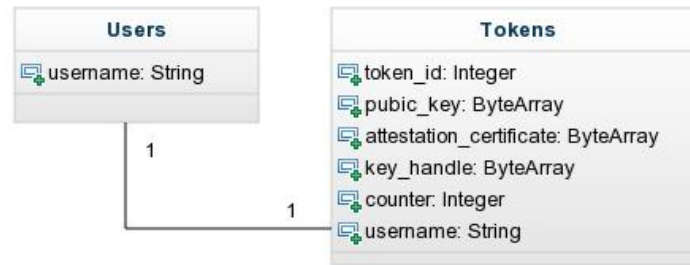 Users
username: String
Tokens
token_id: Integer
pubic_key: ByteArray
attestation_certificate: ByteArray
key_handle: ByteArray
counter: Integer
username: String
1
1